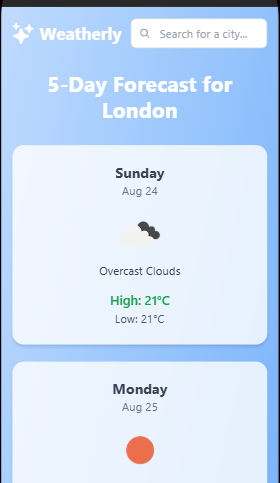 Weatherly
Search for a city...
5-Day Forecast for
London
Sunday
Aug 24
Overcast Clouds
High: 21°C
Low: 21°C
Monday
Aug 25